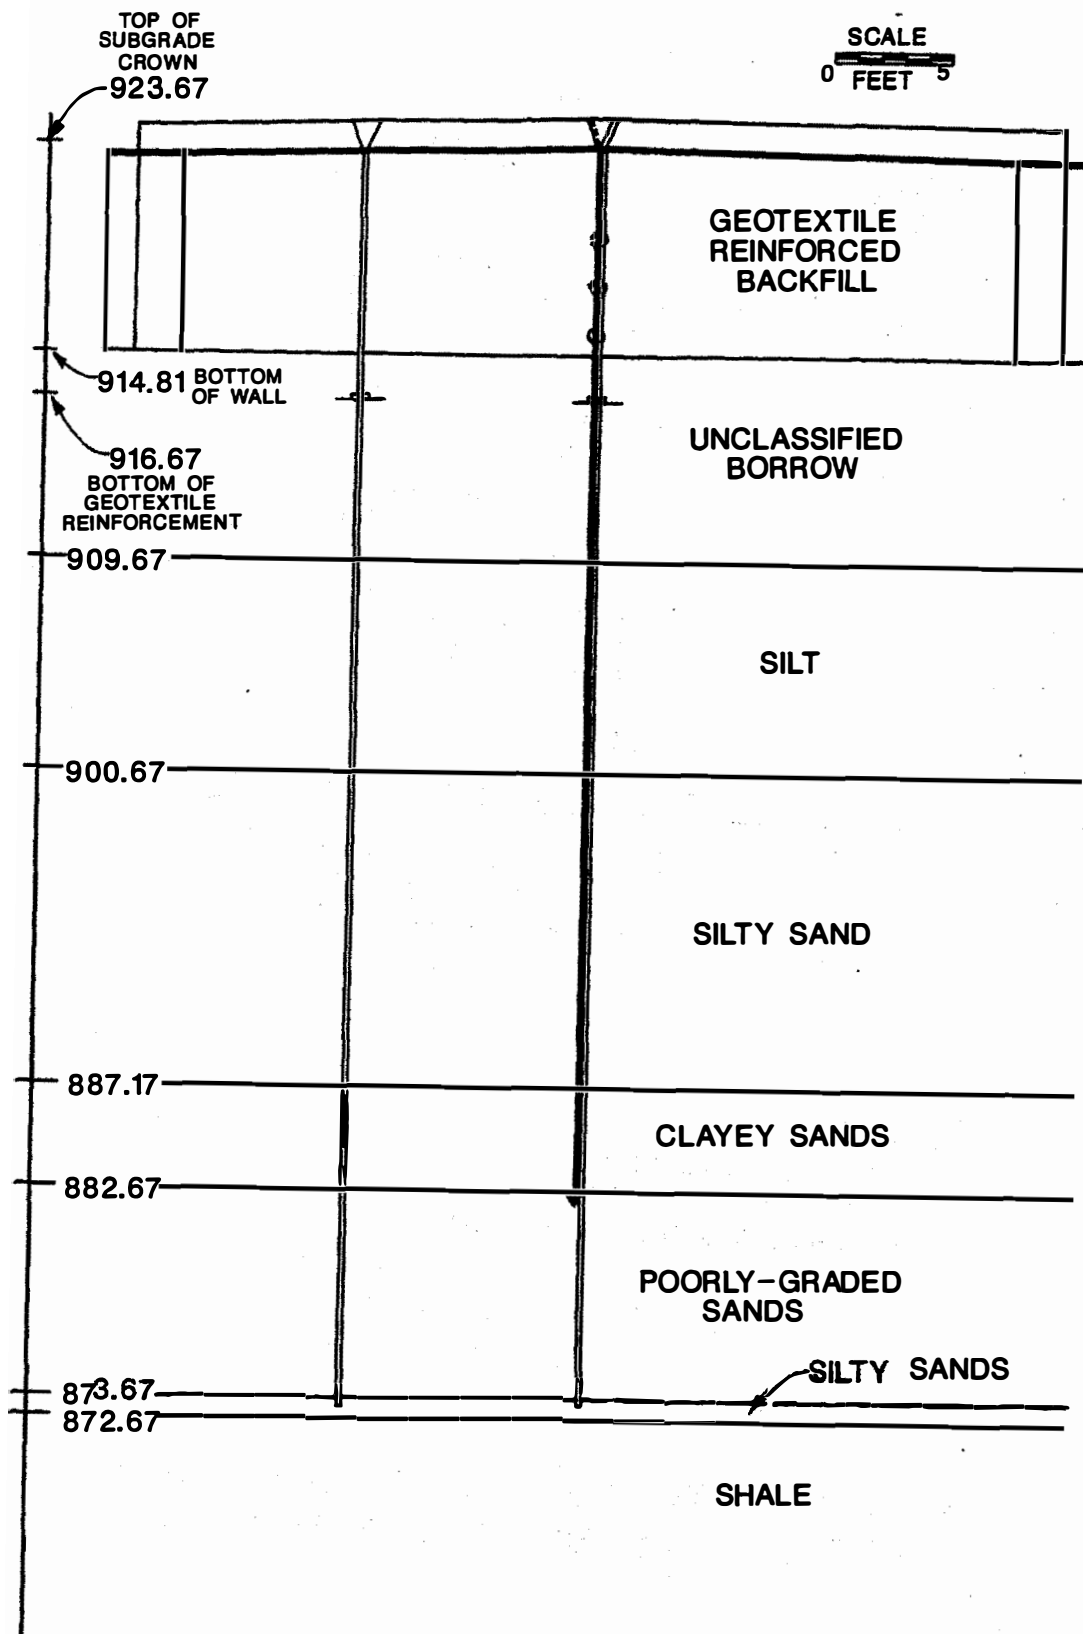 TOP OF
SUBGRADE
CROWN
923.67
SCALE
0 FEET 5
GEOTEXTILE
REINFORCED
BACKFILL
914.81 BOTTOM
OF WALL
916.67
BOTTOM OF
GEOTEXTILE
REINFORCEMENT
UNCLASSIFIED
BORROW
909.67
SILT
900.67
SILTY SAND
887.17
CLAYEY SANDS
882.67
POORLY-GRADED
SANDS
SILTY SANDS
873.67
872.67
SHALE